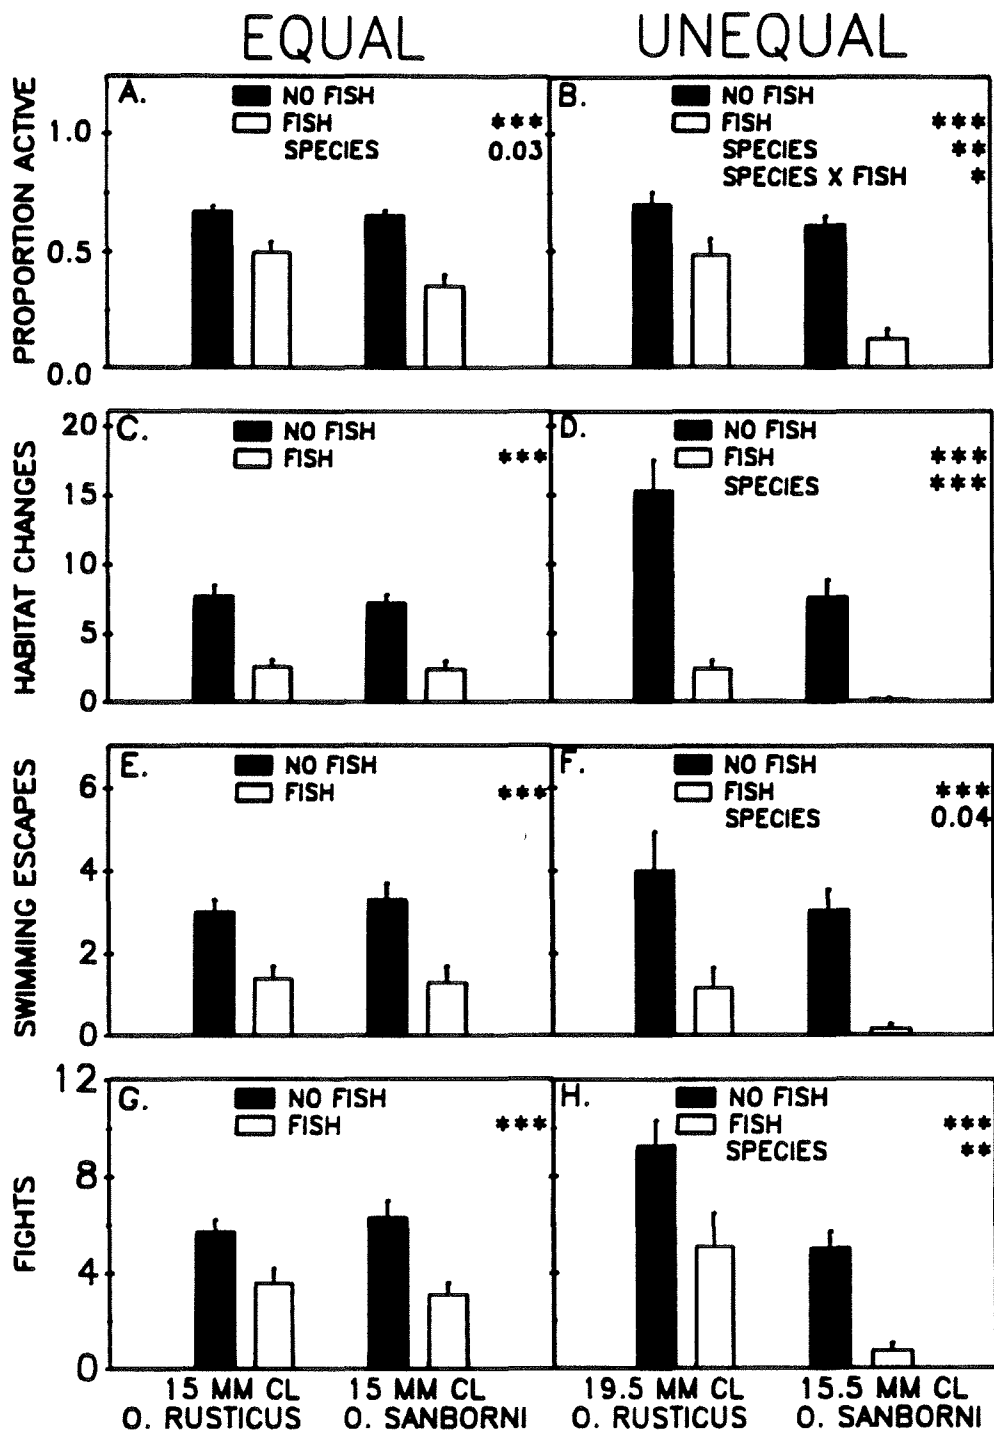 EQUAL UNEQUAL
PROPORTION ACTIVE
1.0
0.5
0.0
A.
NO FISH
FISH ***
SPECIES 0.03
B.
NO FISH
FISH ***
SPECIES **
SPECIES X FISH *
HABITAT CHANGES
20
15
10
5
0
C.
NO FISH
FISH ***
D.
NO FISH
FISH ***
SPECIES ***
SWIMMING ESCAPES
6
4
2
0
E.
NO FISH
FISH ***
F.
NO FISH
FISH ***
SPECIES 0.04
FIGHTS
12
8
4
0
G.
NO FISH
FISH ***
H.
NO FISH
FISH ***
SPECIES **
15 MM CL 15 MM CL 19.5 MM CL 15.5 MM CL
O. RUSTICUS O. SANBORNI O. RUSTICUS O. SANBORNI